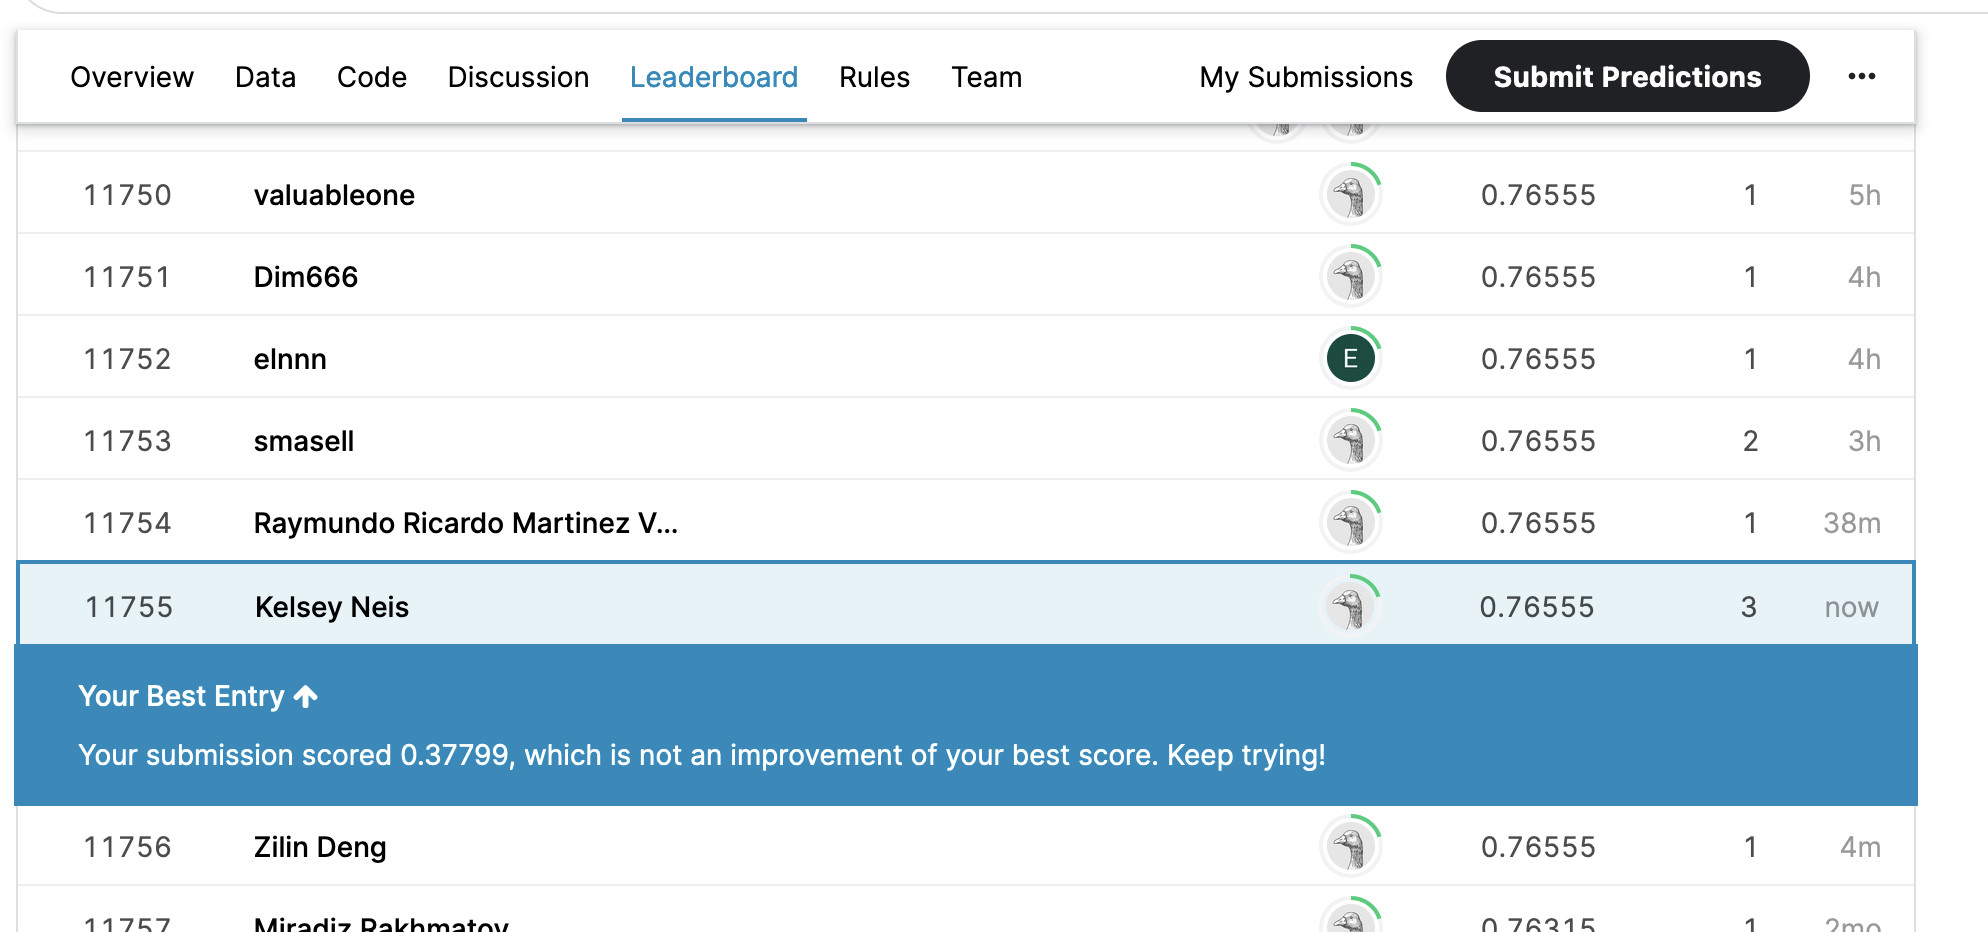 Overview Data Code Discussion Leaderboard Rules Team My Submissions Submit Predictions ...
11750 valuableone 0.76555 1 5h
11751 Dim666 0.76555 1 4h
11752 elnnn E 0.76555 1 4h
11753 smasell 0.76555 2 3h
11754 Raymundo Ricardo Martinez V... 0.76555 1 38m
11755 Kelsey Neis 0.76555 3 now
Your Best Entry ↑
Your submission scored 0.37799, which is not an improvement of your best score. Keep trying!
11756 Zilin Deng 0.76555 1 4m
11757 Miradiz Rakhmatov 0.76315 1 2mo